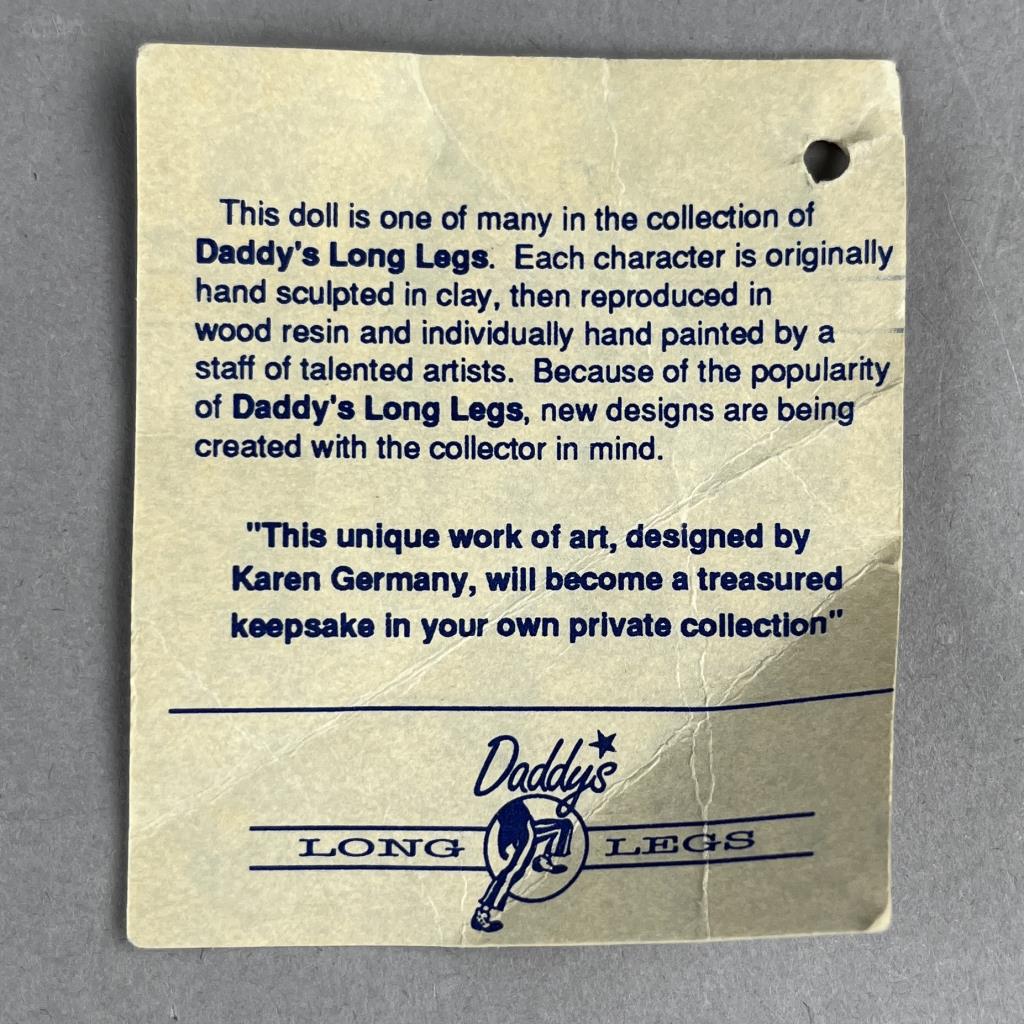 This doll is one of many in the collection of
Daddy's Long Legs. Each character is originally
hand sculpted in clay, then reproduced in
wood resin and individually hand painted by a
staff of talented artists. Because of the popularity
of Daddy's Long Legs, new designs are being
created with the collector in mind.
"This unique work of art, designed by
Karen Germany, will become a treasured
keepsake in your own private collection"
Daddy's
LONG LEGS